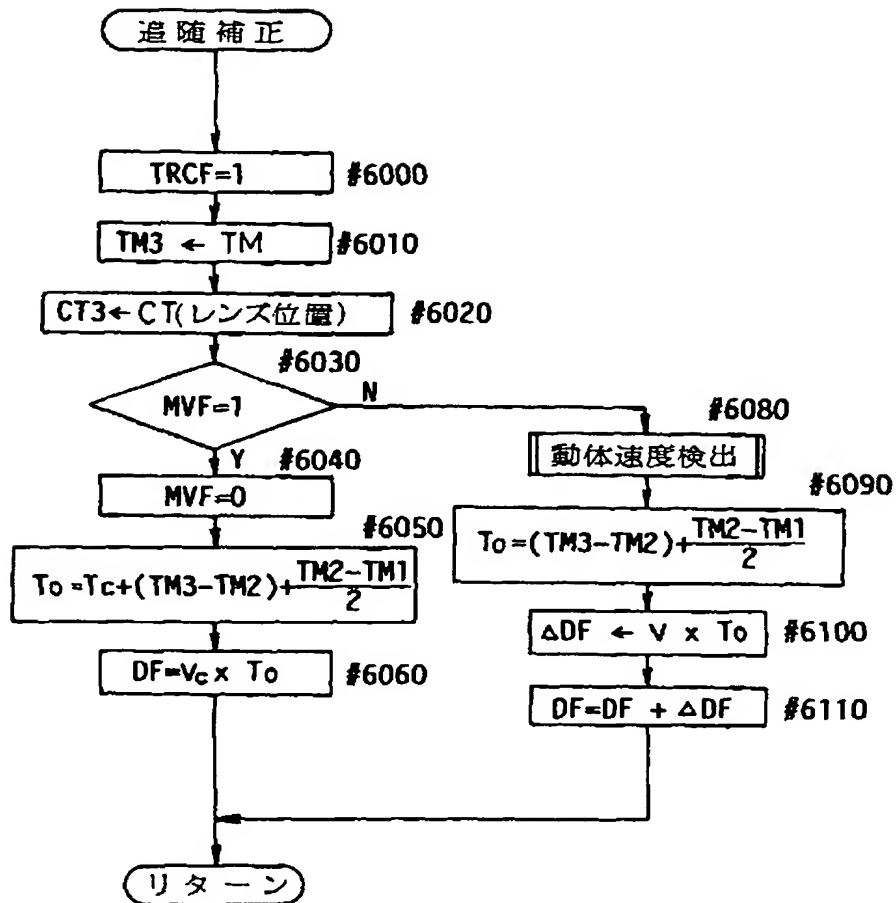 追随補正
TRCF=1 #6000
TM3 ← TM #6010
CT3←CT(レンズ位置) #6020
#6030
MVF=1
N
Y
#6040
MVF=0
#6050
To=Tc+(TM3-TM2)+(TM2-TM1)/2
DF=Vc x To #6060
#6080
動体速度検出
#6090
To=(TM3-TM2)+(TM2-TM1)/2
△DF ← V x To #6100
DF=DF + △DF #6110
リターン